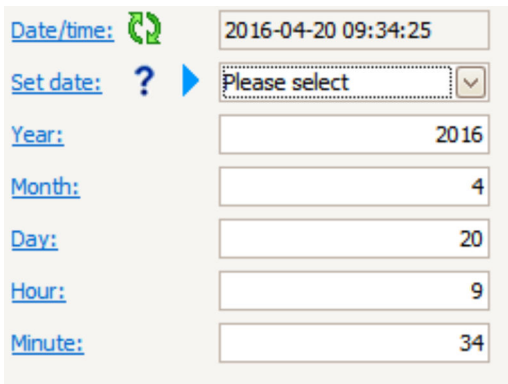 Date/time: 2016-04-20 09:34:25
Set date: ? Please select
Year: 2016
Month: 4
Day: 20
Hour: 9
Minute: 34